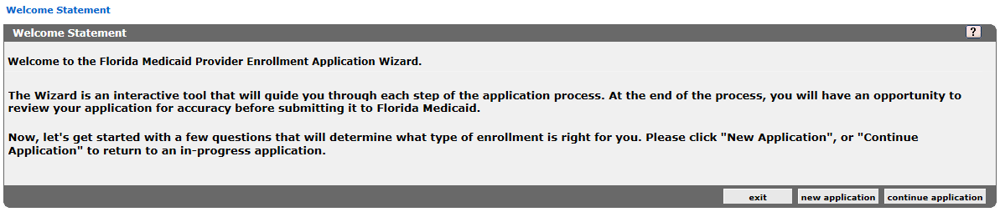 Welcome Statement
Welcome Statement
?
Welcome to the Florida Medicaid Provider Enrollment Application Wizard.
The Wizard is an interactive tool that will guide you through each step of the application process. At the end of the process, you will have an opportunity to
review your application for accuracy before submitting it to Florida Medicaid.
Now, let's get started with a few questions that will determine what type of enrollment is right for you. Please click "New Application", or "Continue
Application" to return to an in-progress application.
exit new application continue application